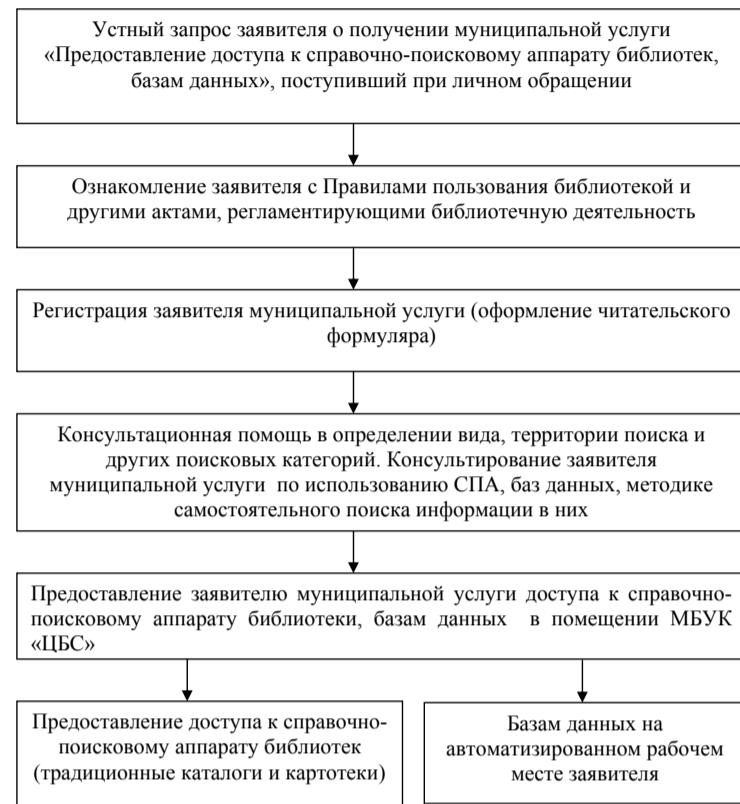 Устный запрос заявителя о получении муниципальной услуги
«Предоставление доступа к справочно-поисковому аппарату библиотек,
базам данных», поступивший при личном обращении
Ознакомление заявителя с Правилами пользования библиотекой и
другими актами, регламентирующими библиотечную деятельность
Регистрация заявителя муниципальной услуги (оформление читательского
формуляра)
Консультационная помощь в определении вида, территории поиска и
других поисковых категорий. Консультирование заявителя
муниципальной услуги по использованию СПА, баз данных, методике
самостоятельного поиска информации в них
Предоставление заявителю муниципальной услуги доступа к справочно-
поисковому аппарату библиотеки, базам данных в помещении МБУК
«ЦБС»
Предоставление доступа к справочно-
поисковому аппарату библиотек
(традиционные каталоги и картотеки)
Базам данных на
автоматизированном рабочем
месте заявителя